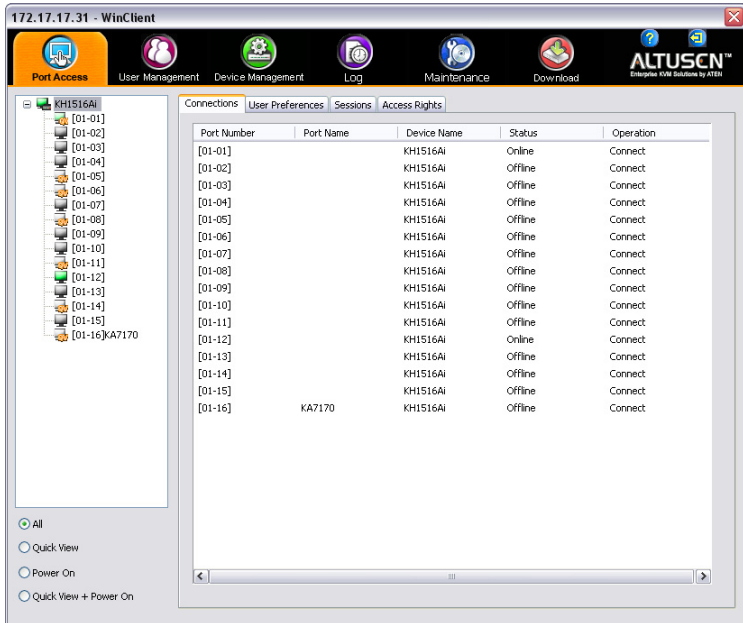 172.17.17.31 - WinClient
Port Access User Management Device Management Log Maintenance Download
ALTUSEN™
Enterprise KVM Solutions by ATEN
KH1516Ai
[01-01]
[01-02]
[01-03]
[01-04]
[01-05]
[01-06]
[01-07]
[01-08]
[01-09]
[01-10]
[01-11]
[01-12]
[01-13]
[01-14]
[01-15]
[01-16]KA7170
All
Quick View
Power On
Quick View + Power On
Connections User Preferences Sessions Access Rights
Port Number Port Name Device Name Status Operation
[01-01] KH1516Ai Online Connect
[01-02] KH1516Ai Offline Connect
[01-03] KH1516Ai Offline Connect
[01-04] KH1516Ai Offline Connect
[01-05] KH1516Ai Offline Connect
[01-06] KH1516Ai Offline Connect
[01-07] KH1516Ai Offline Connect
[01-08] KH1516Ai Offline Connect
[01-09] KH1516Ai Offline Connect
[01-10] KH1516Ai Offline Connect
[01-11] KH1516Ai Offline Connect
[01-12] KH1516Ai Online Connect
[01-13] KH1516Ai Offline Connect
[01-14] KH1516Ai Offline Connect
[01-15] KH1516Ai Offline Connect
[01-16] KA7170 KH1516Ai Offline Connect